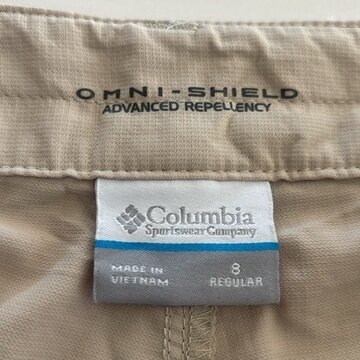 OMNI-SHIELD
ADVANCED REPELLENCY
Columbia
Sportswear Company
MADE IN
VIETNAM
8
REGULAR